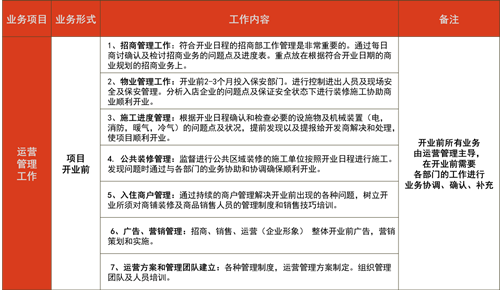 业务项目 业务形式 工作内容 备注
1、招商管理工作：符合开业日程的招商部工作管理是非常重要的。通过每日
商讨确认及检讨招商业务的问题点及进度表。重点放在根据符合开业日期的商
业规划的招商业务上。
2、物业管理工作：开业前2-3个月投入保安部门。进行控制进出人员及现场安
全及保安管理。分析入店企业的问题点及保证安全状态下进行装修施工协助商
业顺利开业。
3、施工进度管理：根据开业日程确认和检查必要的设施物及机械装置（电，
消防，暖气，冷气）的问题点及状况，提前发现以及提报给开发商解决和处理，
使项目顺利开业。
4. 公共装修管理：监督进行公共区域装修的施工单位按照开业日程进行施工。
发现问题时通过与各部门的业务协助和协调确保顺利开业。
5、入住商户管理：通过持续的商户管理解决开业前出现的各种问题，树立开
业所须对商铺装修及商品销售人员的管理制度和销售技巧培训。
6、广告、营销管理：招商、销售、运营（企业形象） 整体开业前广告，营销
策划和实施。
7、运营方案和管理团队建立：各种管理制度，运营管理方案制定。组织管理
团队及人员培训。
运营
管理
工作
项目
开业前
开业前所有业务
由运营管理主导，
在开业前需要
各部门的工作进行
业务协调、确认、补充